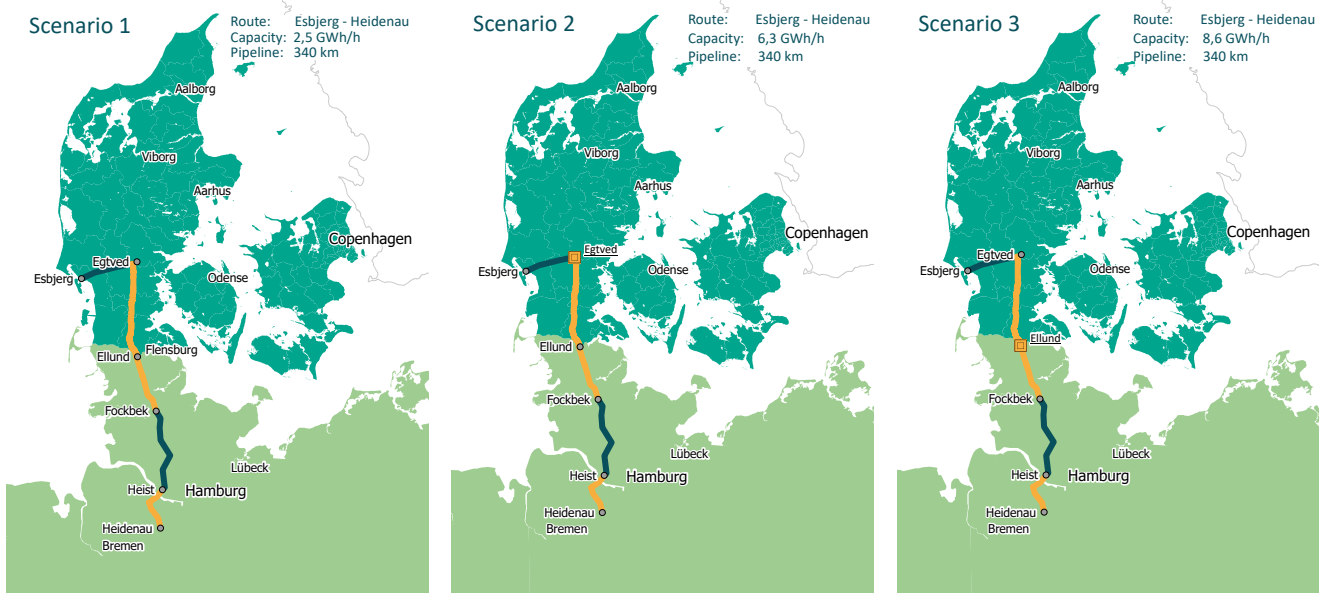 Scenario 1
Route: Esbjerg - Heidenau
Capacity: 2,5 GWh/h
Pipeline: 340 km
Aalborg
Viborg
Aarhus
Copenhagen
Egtved
Esbjerg
Odense
Flensburg
Ellund
Fockbek
Lübeck
Heist
Hamburg
Heidenau
Bremen
Scenario 2
Route: Esbjerg - Heidenau
Capacity: 6,3 GWh/h
Pipeline: 340 km
Aalborg
Viborg
Aarhus
Copenhagen
Egtved
Esbjerg
Odense
Ellund
Fockbek
Lübeck
Heist
Hamburg
Heidenau
Bremen
Scenario 3
Route: Esbjerg - Heidenau
Capacity: 8,6 GWh/h
Pipeline: 340 km
Aalborg
Viborg
Aarhus
Copenhagen
Egtved
Esbjerg
Odense
Ellund
Fockbek
Lübeck
Heist
Hamburg
Heidenau
Bremen